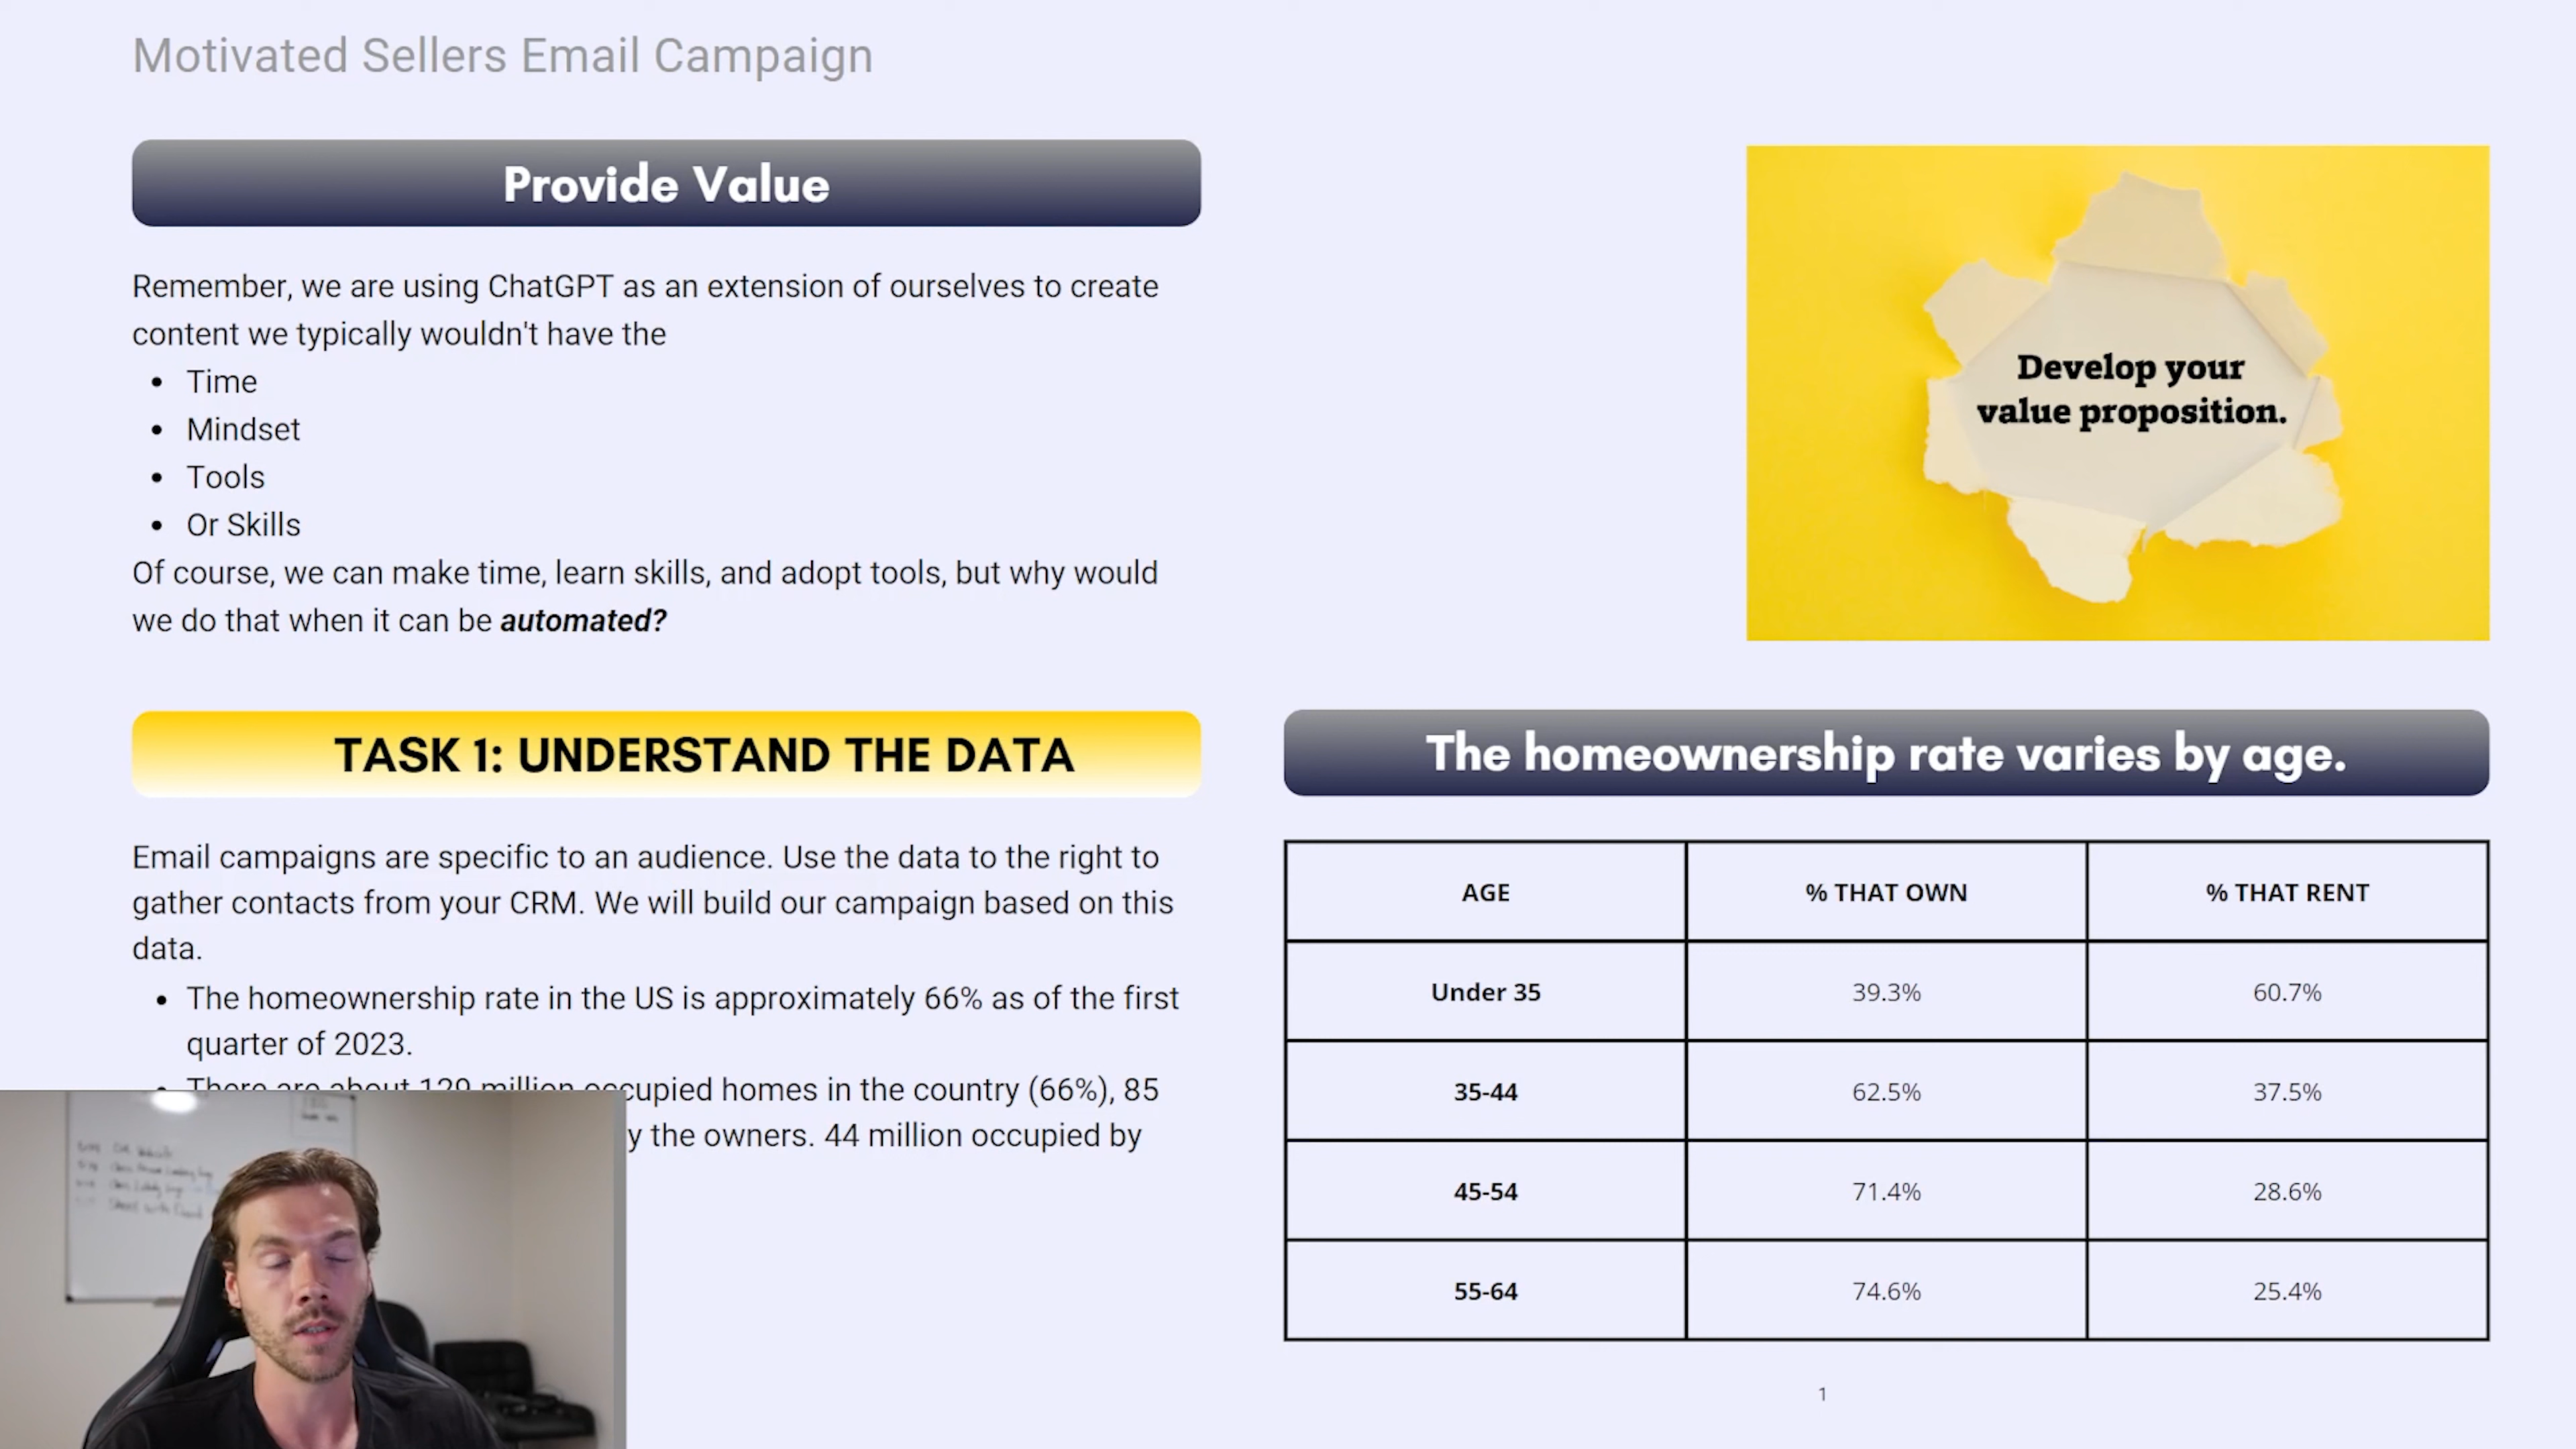 Motivated Sellers Email Campaign
Provide Value
Remember, we are using ChatGPT as an extension of ourselves to create
content we typically wouldn't have the
• Time
• Mindset
• Tools
• Or Skills
Of course, we can make time, learn skills, and adopt tools, but why would
we do that when it can be automated?
Develop your
value proposition.
TASK 1: UNDERSTAND THE DATA
Email campaigns are specific to an audience. Use the data to the right to
gather contacts from your CRM. We will build our campaign based on this
data.
• The homeownership rate in the US is approximately 66% as of the first
quarter of 2023.
• There are about 129 million occupied homes in the country (66%), 85
y the owners. 44 million occupied by
The homeownership rate varies by age.
AGE % THAT OWN % THAT RENT
Under 35 39.3% 60.7%
35-44 62.5% 37.5%
45-54 71.4% 28.6%
55-64 74.6% 25.4%
1